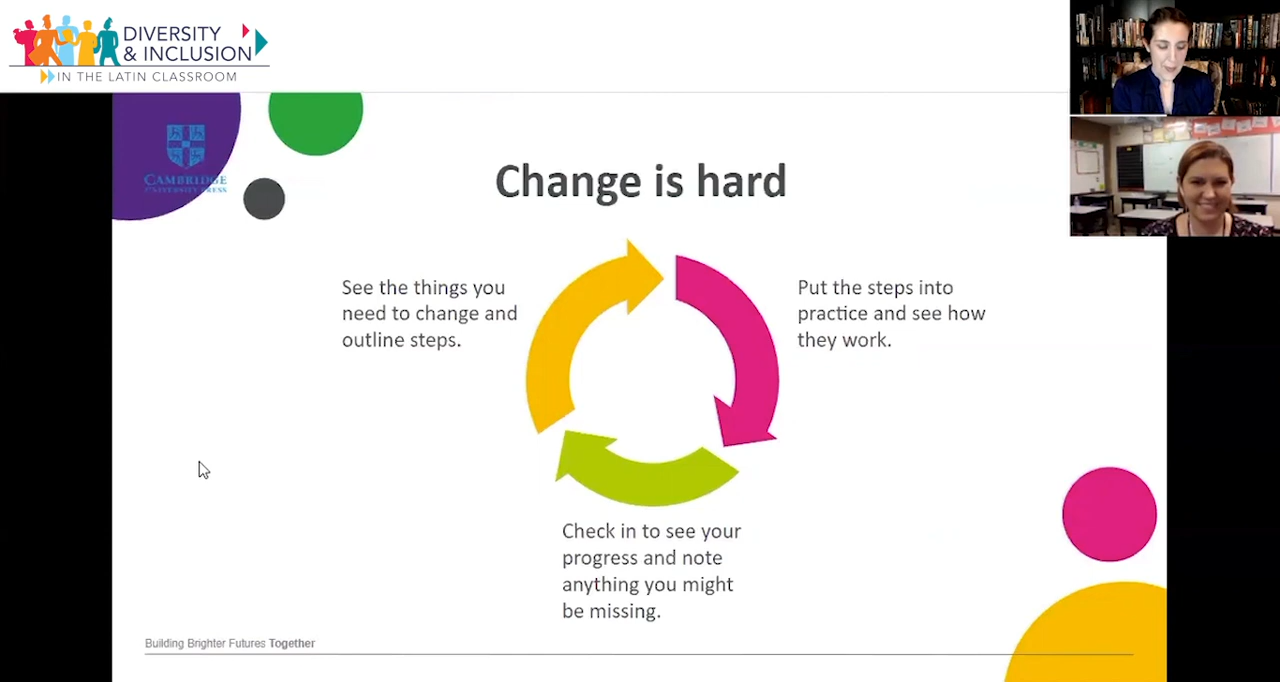 DIVERSITY
& INCLUSION
IN THE LATIN CLASSROOM
CAMBRIDGE
UNIVERSITY PRESS
Change is hard
See the things you
need to change and
outline steps.
Put the steps into
practice and see how
they work.
Check in to see your
progress and note
anything you might
be missing.
Building Brighter Futures Together